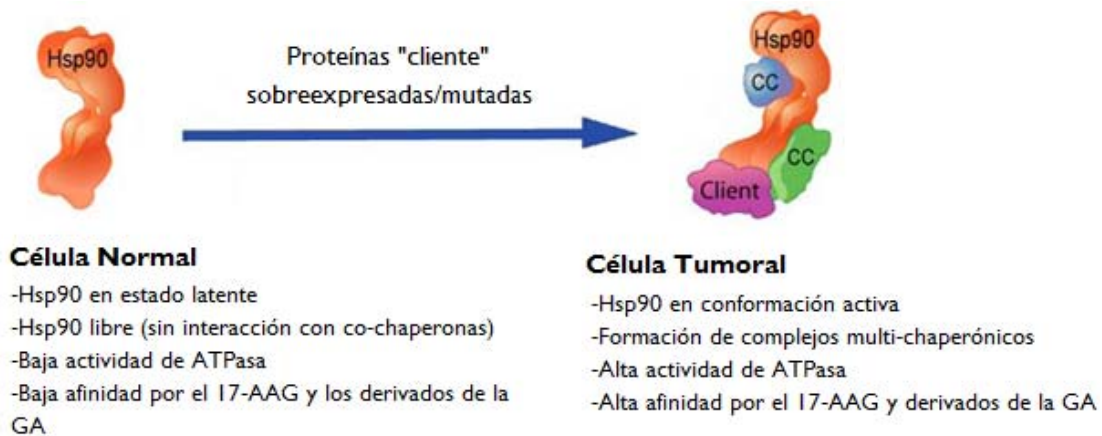 Hsp90
Proteínas "cliente"
sobreexpresadas/mutadas
Hsp90
CC
CC
Client
Célula Normal
-Hsp90 en estado latente
-Hsp90 libre (sin interacción con co-chaperonas)
-Baja actividad de ATPasa
-Baja afinidad por el 17-AAG y los derivados de la
GA
Célula Tumoral
-Hsp90 en conformación activa
-Formación de complejos multi-chaperónicos
-Alta actividad de ATPasa
-Alta afinidad por el 17-AAG y derivados de la GA